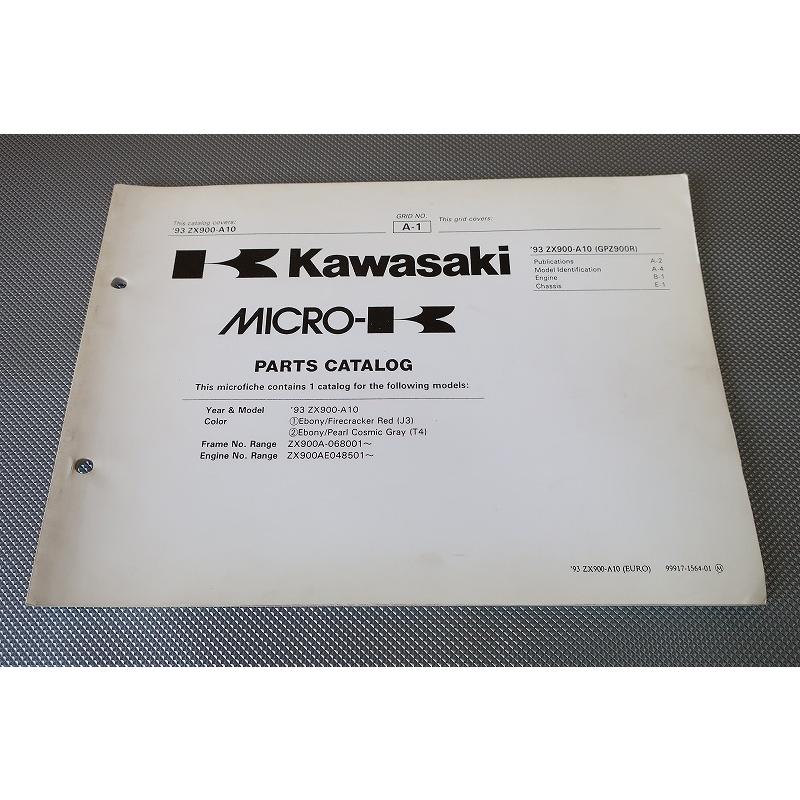 This catalog covers:
'93 ZX900-A10
GRID NO.
A-1
This grid covers:
'93 ZX900-A10 (GPZ900R)
Publications A-2
Model Identification A-4
Engine B-1
Chassis E-1
Kawasaki
MICRO-K
PARTS CATALOG
This microfiche contains 1 catalog for the following models:
Year & Model '93 ZX900-A10
Color ①Ebony/Firecracker Red (J3)
②Ebony/Pearl Cosmic Gray (T4)
Frame No. Range ZX900A-068001～
Engine No. Range ZX900AE048501～
'93 ZX900-A10 (EURO) 99917-1564-01 Ⓜ